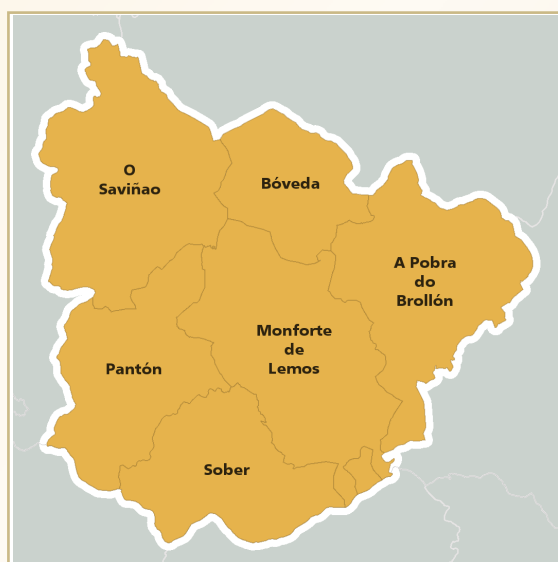 O
Saviñao
Bóveda
A Pobra
do
Brollón
Monforte
de
Lemos
Pantón
Sober